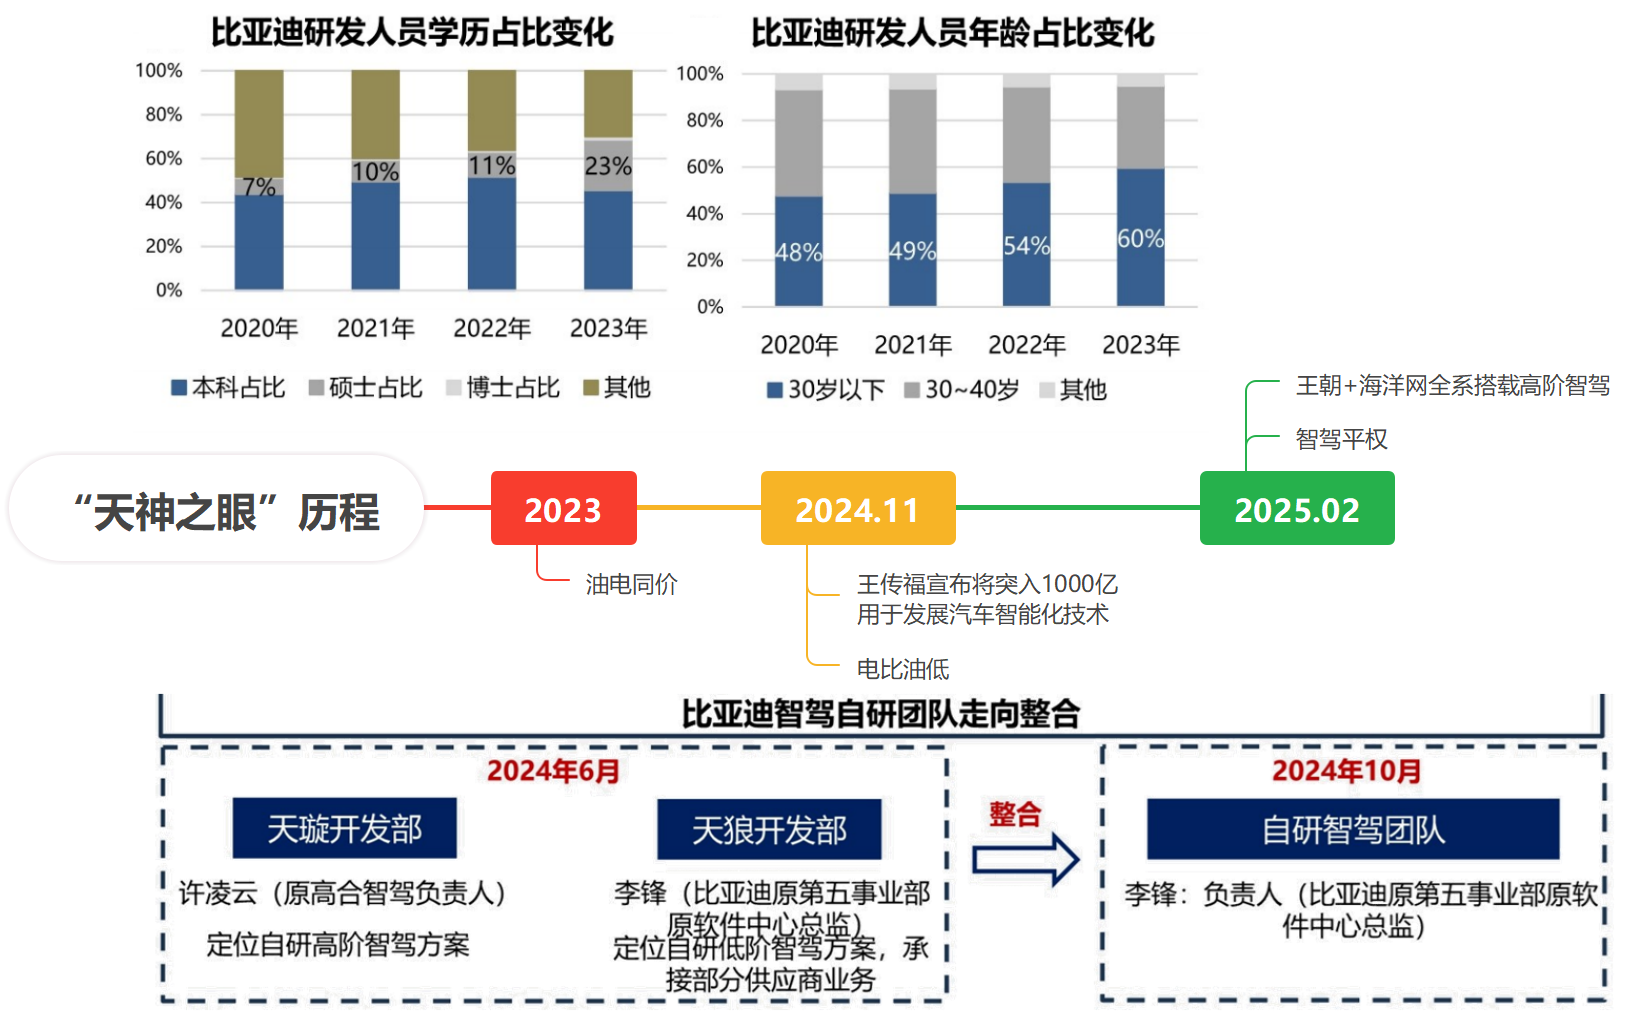 比亚迪研发人员学历占比变化
100%
80%
60%
40%
20%
0%
7%
10%
11%
23%
2020年
2021年
2022年
2023年
本科占比
硕士占比
博士占比
其他
比亚迪研发人员年龄占比变化
100%
80%
60%
40%
20%
0%
48%
49%
54%
60%
2020年
2021年
2022年
2023年
30岁以下
30~40岁
其他
“天神之眼”历程
2023
油电同价
2024.11
王传福宣布将突入1000亿
用于发展汽车智能化技术
电比油低
2025.02
王朝+海洋网全系搭载高阶智驾
智驾平权
比亚迪智驾自研团队走向整合
2024年6月
天璇开发部
许凌云（原高合智驾负责人）
定位自研高阶智驾方案
天狼开发部
李锋（比亚迪原第五事业部
原软件中心总监）
定位自研低阶智驾方案，承
接部分供应商业务
整合
2024年10月
自研智驾团队
李锋：负责人（比亚迪原第五事业部原软
件中心总监）